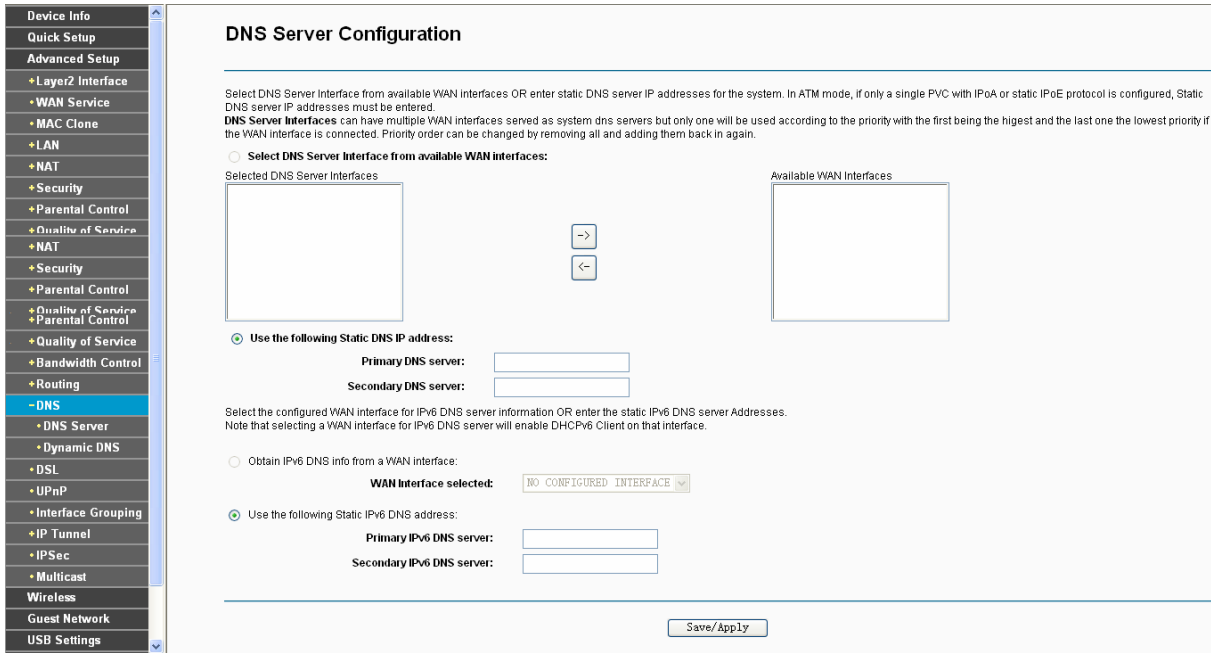 Device Info
Quick Setup
Advanced Setup
+Layer2 Interface
•WAN Service
•MAC Clone
+LAN
+NAT
+Security
+Parental Control
+Quality of Service
+NAT
+Security
+Parental Control
+Quality of Service
+Parental Control
+Quality of Service
+Bandwidth Control
+Routing
-DNS
•DNS Server
•Dynamic DNS
•DSL
•UPnP
•Interface Grouping
+IP Tunnel
•IPSec
•Multicast
Wireless
Guest Network
USB Settings
DNS Server Configuration
Select DNS Server Interface from available WAN interfaces OR enter static DNS server IP addresses for the system. In ATM mode, if only a single PVC with IPoA or static IPoE protocol is configured, Static
DNS server IP addresses must be entered.
DNS Server Interfaces can have multiple WAN interfaces served as system dns servers but only one will be used according to the priority with the first being the higest and the last one the lowest priority if
the WAN interface is connected. Priority order can be changed by removing all and adding them back in again.
Select DNS Server Interface from available WAN interfaces:
Selected DNS Server Interfaces
Available WAN Interfaces
->
<-
Use the following Static DNS IP address:
Primary DNS server:
Secondary DNS server:
Select the configured WAN interface for IPv6 DNS server information OR enter the static IPv6 DNS server Addresses.
Note that selecting a WAN interface for IPv6 DNS server will enable DHCPv6 Client on that interface.
Obtain IPv6 DNS info from a WAN interface:
WAN Interface selected:
NO CONFIGURED INTERFACE
Use the following Static IPv6 DNS address:
Primary IPv6 DNS server:
Secondary IPv6 DNS server:
Save/Apply